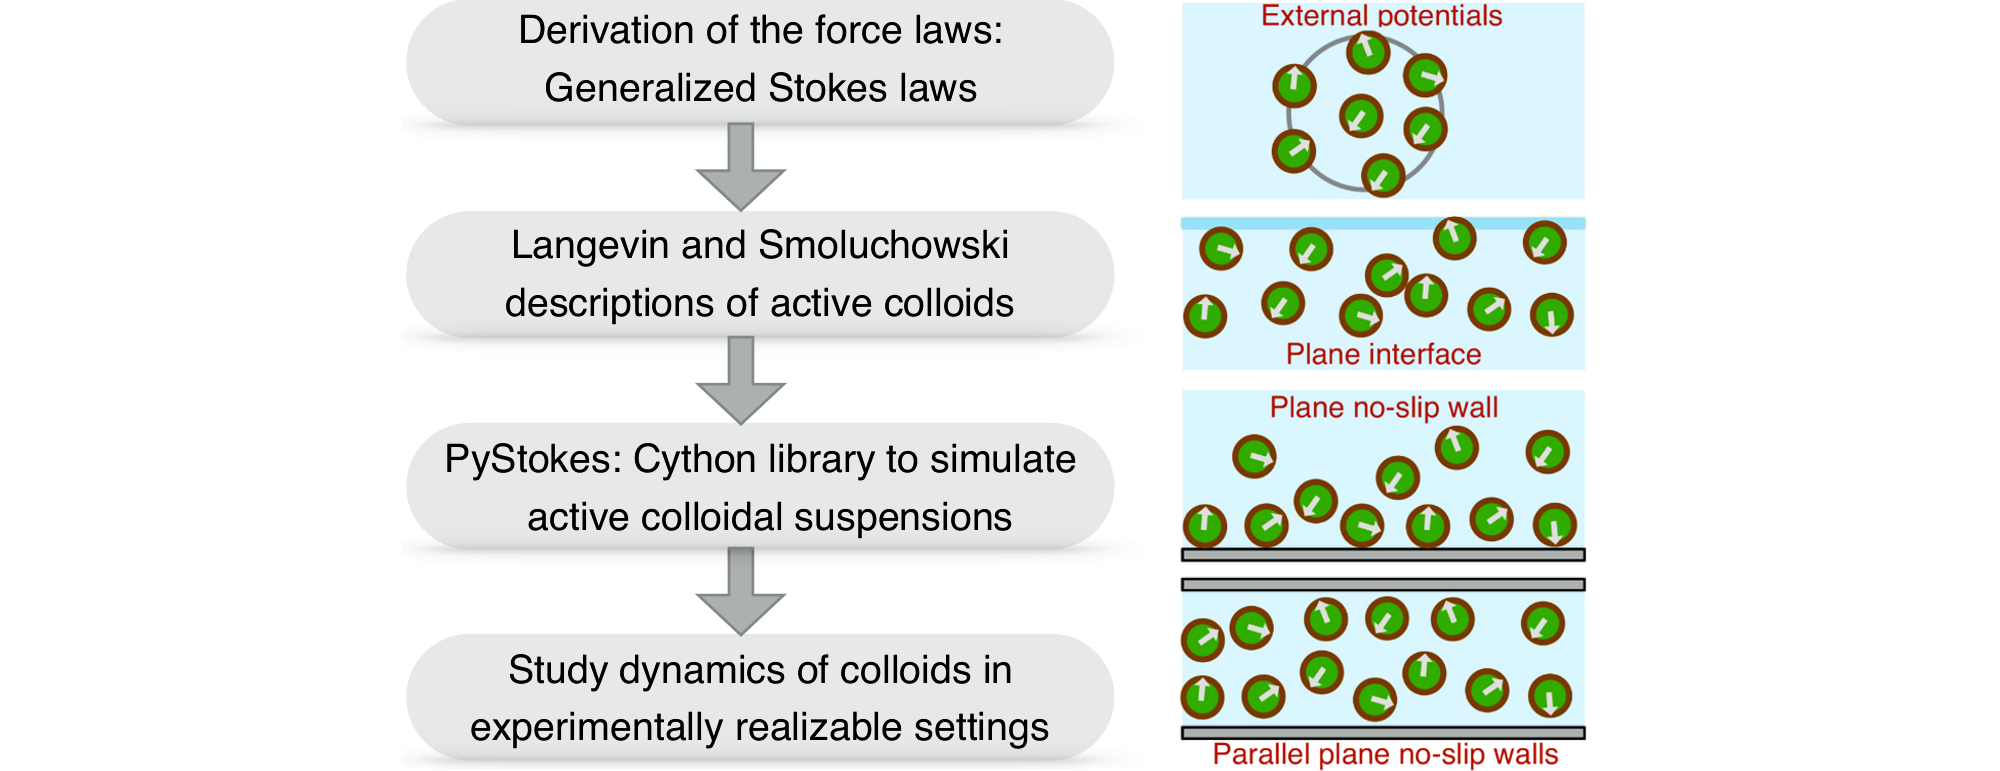 Derivation of the force laws:
Generalized Stokes laws
Langevin and Smoluchowski
descriptions of active colloids
PyStokes: Cython library to simulate
active colloidal suspensions
Study dynamics of colloids in
experimentally realizable settings
External potentials
Plane interface
Plane no-slip wall
Parallel plane no-slip walls